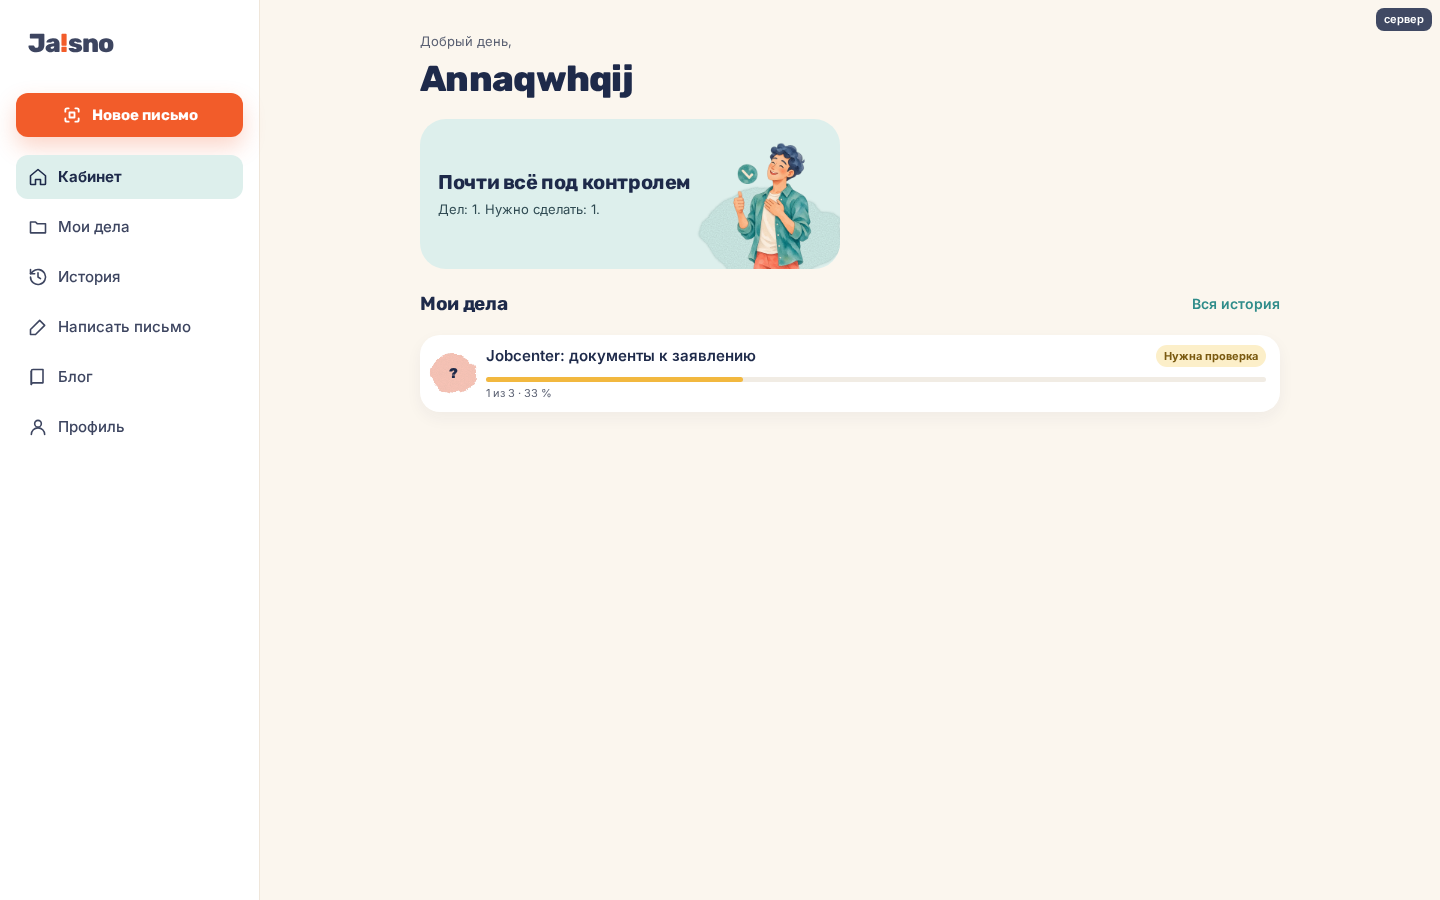 Ja!sno
сервер
Новое письмо
Кабинет
Мои дела
История
Написать письмо
Блог
Профиль
Добрый день,
Annaqwhqij
Почти всё под контролем
Дел: 1. Нужно сделать: 1.
Мои дела
Вся история
?
Jobcenter: документы к заявлению
Нужна проверка
1 из 3 · 33 %